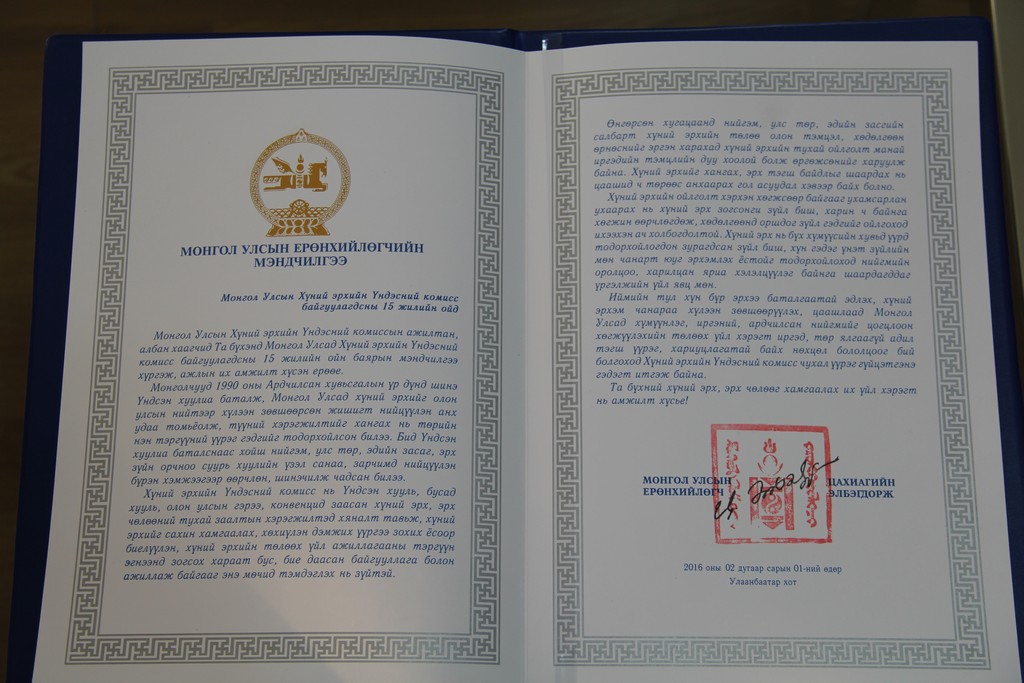 МОНГОЛ УЛСЫН ЕРӨНХИЙЛӨГЧИЙН
МЭНДЧИЛГЭЭ
Монгол Улсын Хүний эрхийн Үндэсний комисс
байгуулагдсны 15 жилийн ойд
Монгол Улсын Хүний эрхийн Үндэсний комиссын ажилтан,
албан хаагчид Та бүхэнд Монгол Улсад Хүний эрхийн Үндэсний
комисс байгуулагдсны 15 жилийн ойн баярын мэндчилгээ
хүргэж, ажлын их амжилт хүсэн ерөөе.
Монголчууд 1990 оны Ардчилсан хувьсгалын үр дүнд шинэ
Үндсэн хуулиа баталж, Монгол Улсад хүний эрхийг олон
улсын нийтээр хүлээн зөвшөөрсөн жишигт нийцүүлэн анх
удаа томьёолж, түүний хэрэгжилтийг хангах нь төрийн
нэн тэргүүний үүрэг гэдгийг тодорхойлсон билээ. Бид Үндсэн
хуулиа баталснаас хойш нийгэм, улс төр, эдийн засаг, эрх
зүйн орчноо суурь хуулийн үзэл санаа, зарчимд нийцүүлэн
бүрэн хэмжээгээр өөрчлөн, шинэчилж чадсан билээ.
Хүний эрхийн Үндэсний комисс нь Үндсэн хууль, бусад
хууль, олон улсын гэрээ, конвенцид заасан хүний эрх, эрх
чөлөөний тухай заалтын хэрэгжилтэд хяналт тавьж, хүний
эрхийг сахин хамгаалах, хөхиүлэн дэмжих үүргээ зохих ёсоор
биелүүлэн, хүний эрхийн төлөөх үйл ажиллагааны тэргүүн
эгнээнд зогсох хараат бус, бие даасан байгууллага болон
ажиллаж байгааг энэ мөчид тэмдэглэх нь зүйтэй.
Өнгөрсөн хугацаанд нийгэм, улс төр, эдийн засгийн
салбарт хүний эрхийн төлөө олон тэмцэл, хөдөлгөөн
өрнөснийг эргэн харахад хүний эрхийн тухай ойлголт манай
иргэдийн тэмцлийн дуу хоолой болж өргөжсөнийг харуулж
байна. Хүний эрхийг хангах, эрх тэгш байдлыг шаардах нь
цаашид ч төрөөс анхаарах гол асуудал хэвээр байх болно.
Хүний эрхийн ойлголт хэрхэн хөгжсөөр байгааг ухамсарлан
ухаарах нь хүний эрх зогсонги зүйл биш, харин ч байнга
хөгжин өөрчлөгдөж, хөдөлгөөнд оршдог зүйл гэдгийг ойлгоход
ихээхэн ач холбогдолтой. Хүний эрх нь бүх хүмүүсийн хувьд үүрд
тодорхойлогдон зурагдсан зүйл биш, хүн гэдэг үнэт зүйлийн
мөн чанарт юуг эрхэмлэх ёстойг тодорхойлоход нийгмийн
оролцоо, харилцан яриа хэлэлцүүлэг байнга шаардагддаг
үргэлжийн үйл явц мөн.
Иймийн тул хүн бүр эрхээ баталгаатай эдлэх, хүний
эрхэм чанараа хүлээн зөвшөөрүүлэх, цаашлаад Монгол
Улсад хүмүүнлэг, иргэний, ардчилсан нийгмийг цогцлоон
хөгжүүлэхийн төлөөх үйл хэрэгт иргэд, төр ялгаагүй адил
тэгш үүрэг, хариуцлагатай байх нөхцөл бололцоог бий
болгоход Хүний эрхийн Үндэсний комисс чухал үүрэг гүйцэтгэнэ
гэдэгт итгэж байна.
Та бүхний хүний эрх, эрх чөлөөг хамгаалах их үйл хэрэгт
нь амжилт хүсье!
МОНГОЛ УЛСЫН ЦАХИАГИЙН
ЕРӨНХИЙЛӨГЧ ЭЛБЭГДОРЖ
2016 оны 02 дугаар сарын 01-ний өдөр
Улаанбаатар хот